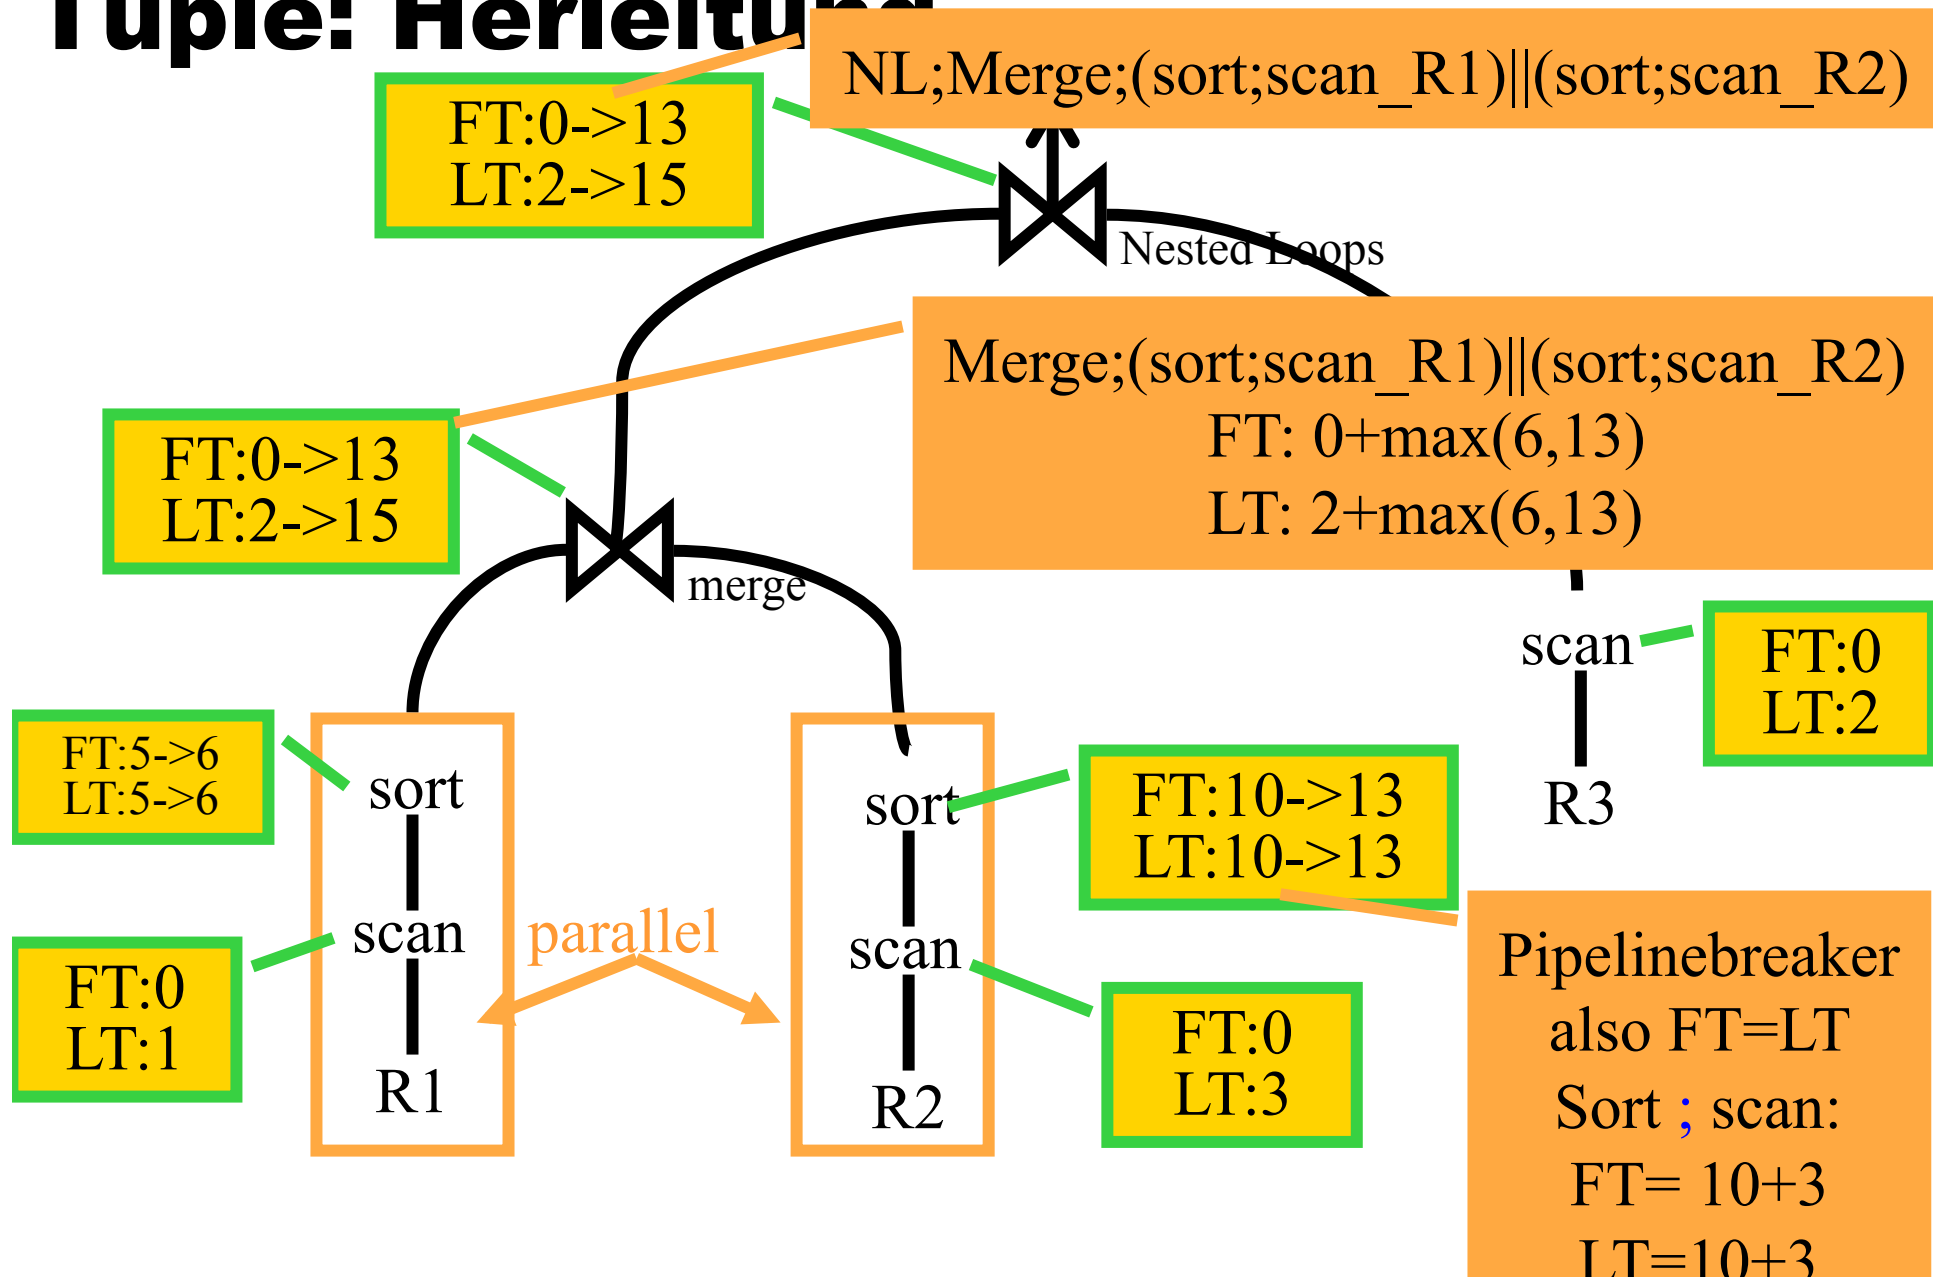 Tuple: Herleitung
NL;Merge;(sort;scan_R1)||(sort;scan_R2)
FT:0->13
LT:2->15
Nested Loops
Merge;(sort;scan_R1)||(sort;scan_R2)
FT: 0+max(6,13)
LT: 2+max(6,13)
FT:0->13
LT:2->15
merge
scan
FT:0
LT:2
R3
FT:5->6
LT:5->6
sort
sort
FT:10->13
LT:10->13
scan
parallel
scan
FT:0
LT:1
R1
R2
FT:0
LT:3
Pipelinebreaker
also FT=LT
Sort ; scan:
FT= 10+3
LT=10+3